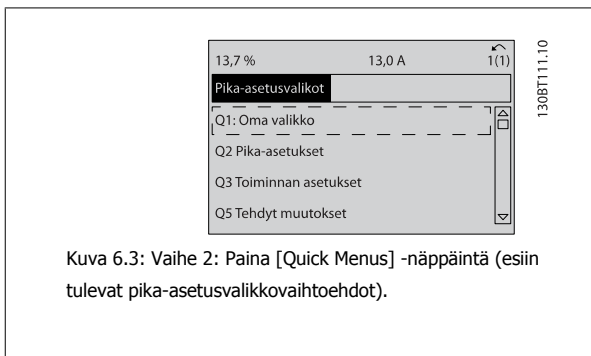 13,7 % 13,0 A 1(1)
Pika-asetusvalikot
Q1: Oma valikko
Q2 Pika-asetukset
Q3 Toiminnan asetukset
Q5 Tehdyt muutokset
130BT111.10
Kuva 6.3: Vaihe 2: Paina [Quick Menus] -näppäintä (esiin
tulevat pika-asetusvalikkovaihtoehdot).